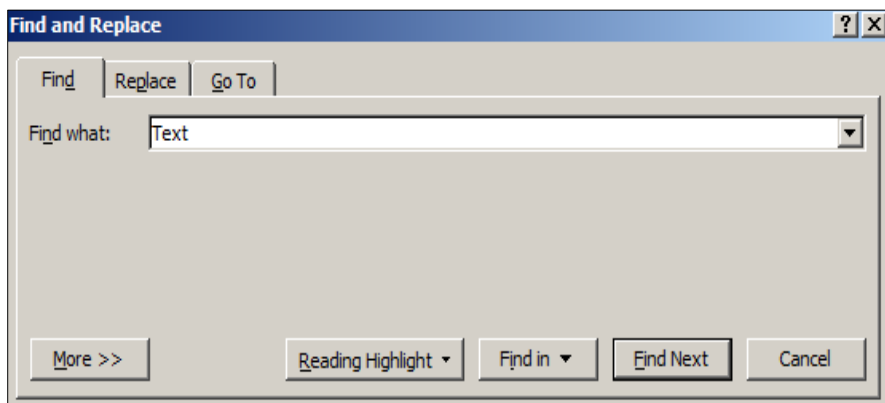 Find and Replace
Find Replace Go To
Find what: Text
More >> Reading Highlight Find in Find Next Cancel